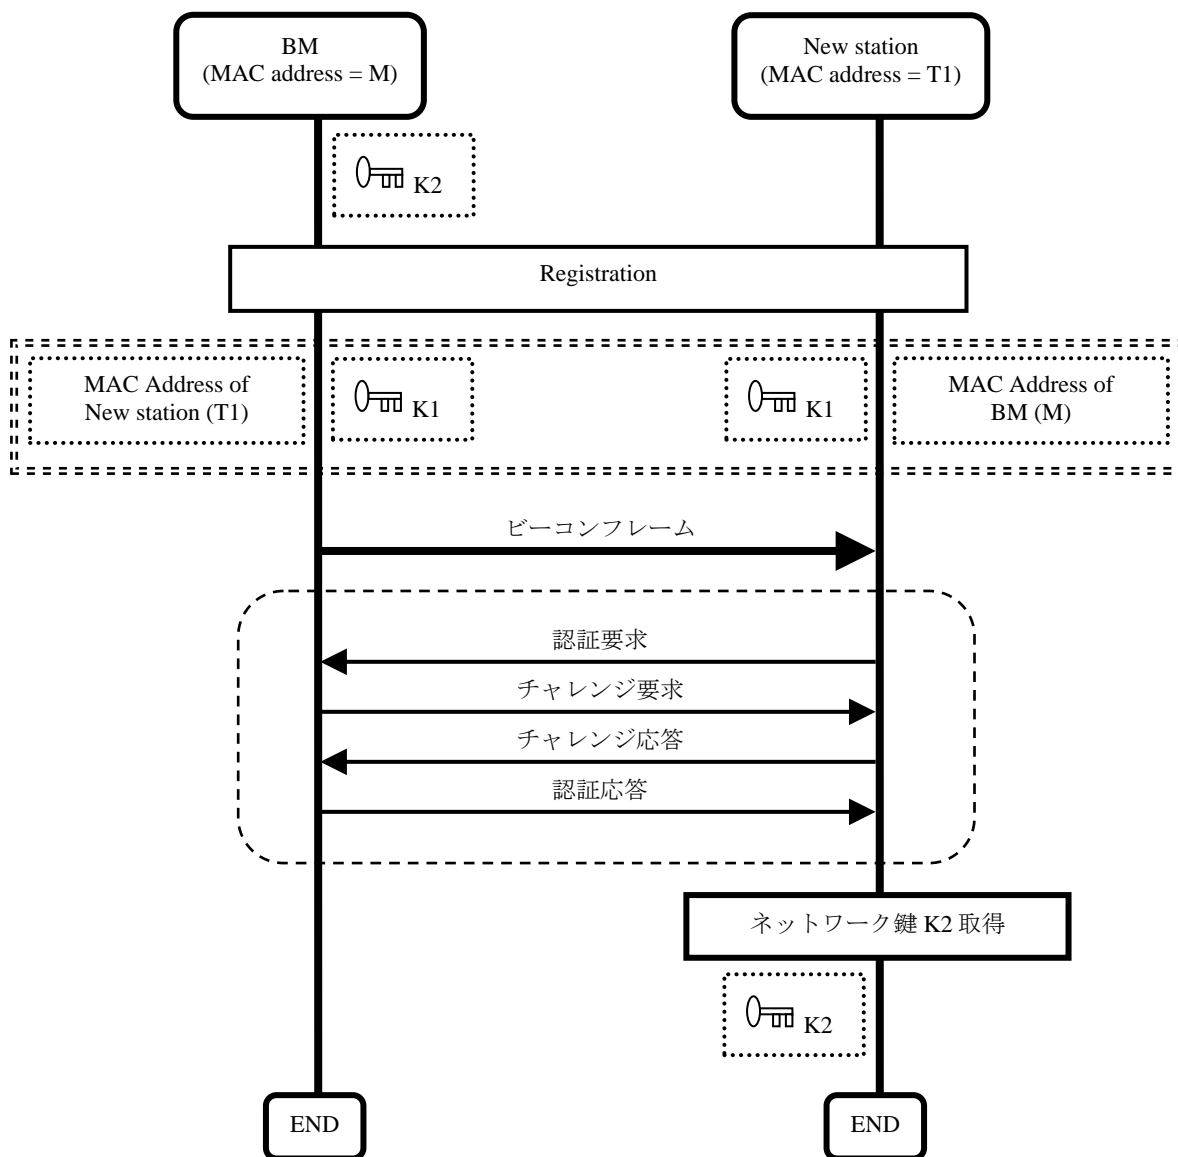 BM
(MAC address = M)
New station
(MAC address = T1)
K2
Registration
MAC Address of
New station (T1)
K1
K1
MAC Address of
BM (M)
ビーコンフレーム
認証要求
チャレンジ要求
チャレンジ応答
認証応答
ネットワーク鍵 K2 取得
K2
END
END